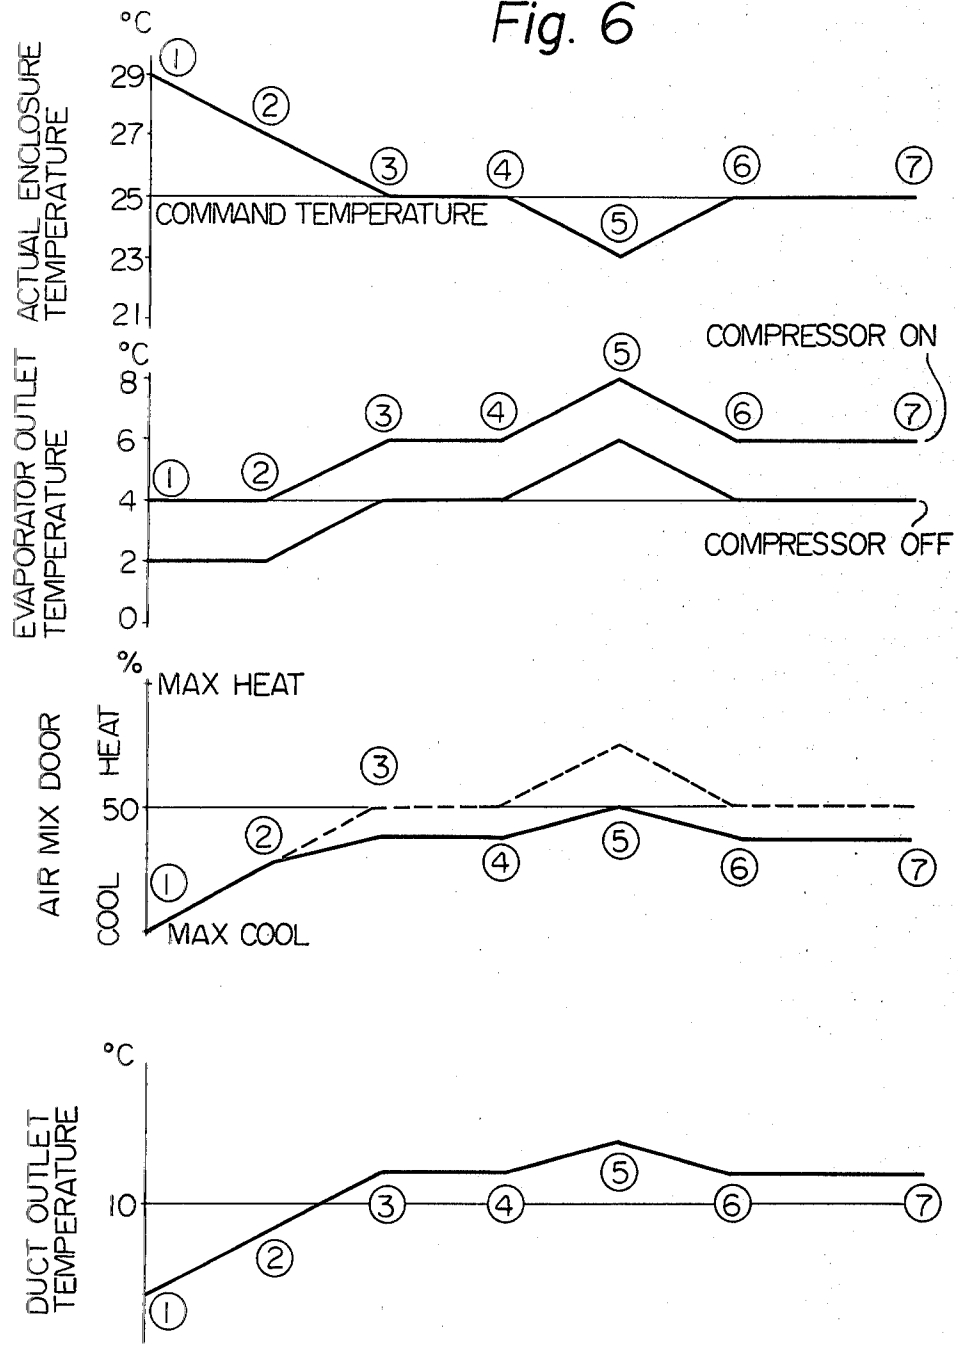 Fig. 6
°C
ACTUAL ENCLOSURE
TEMPERATURE
29
27
25
23
21
1
2
3
4
5
6
7
COMMAND TEMPERATURE
°C
EVAPORATOR OUTLET
TEMPERATURE
8
6
4
2
0
1
2
3
4
5
6
7
COMPRESSOR ON
COMPRESSOR OFF
%
AIR MIX DOOR
COOL HEAT
MAX HEAT
50
MAX COOL
1
2
3
4
5
6
7
°C
DUCT OUTLET
TEMPERATURE
10
1
2
3
4
5
6
7